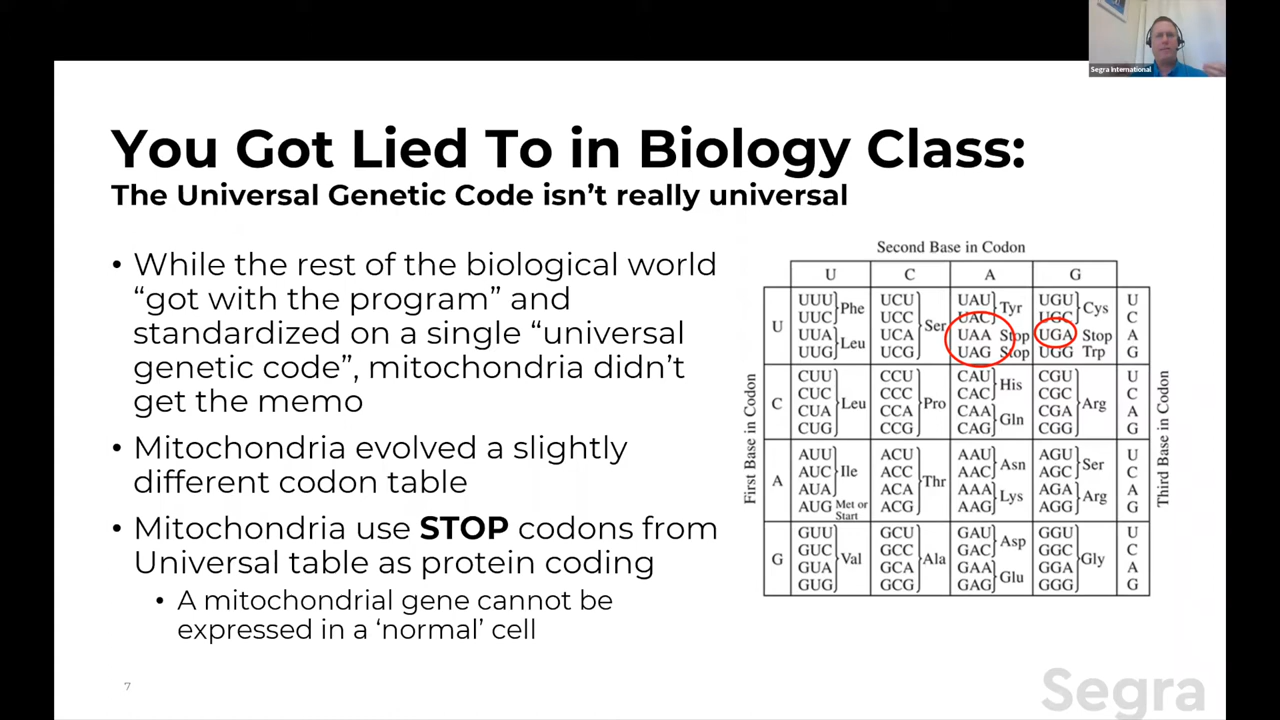 Segra International
You Got Lied To in Biology Class:
The Universal Genetic Code isn't really universal
• While the rest of the biological world
"got with the program" and
standardized on a single "universal
genetic code", mitochondria didn't
get the memo
• Mitochondria evolved a slightly
different codon table
• Mitochondria use STOP codons from
Universal table as protein coding
• A mitochondrial gene cannot be
expressed in a 'normal' cell
Second Base in Codon
U C A G
First Base in Codon
U
UUU UUC Phe
UUA UUG Leu
UCU UCC UCA UCG Ser
UAU UAC Tyr
UAA Stop
UAG Stop
UGU UGC Cys
UGA Stop
UGG Trp
U C A G
C
CUU CUC CUA CUG Leu
CCU CCC CCA CCG Pro
CAU CAC His
CAA CAG Gln
CGU CGC CGA CGG Arg
U C A G
A
AUU AUC AUA Ile
AUG Met or Start
ACU ACC ACA ACG Thr
AAU AAC Asn
AAA AAG Lys
AGU AGC Ser
AGA AGG Arg
U C A G
G
GUU GUC GUA GUG Val
GCU GCC GCA GCG Ala
GAU GAC Asp
GAA GAG Glu
GGU GGC GGA GGG Gly
U C A G
Third Base in Codon
7
Segra